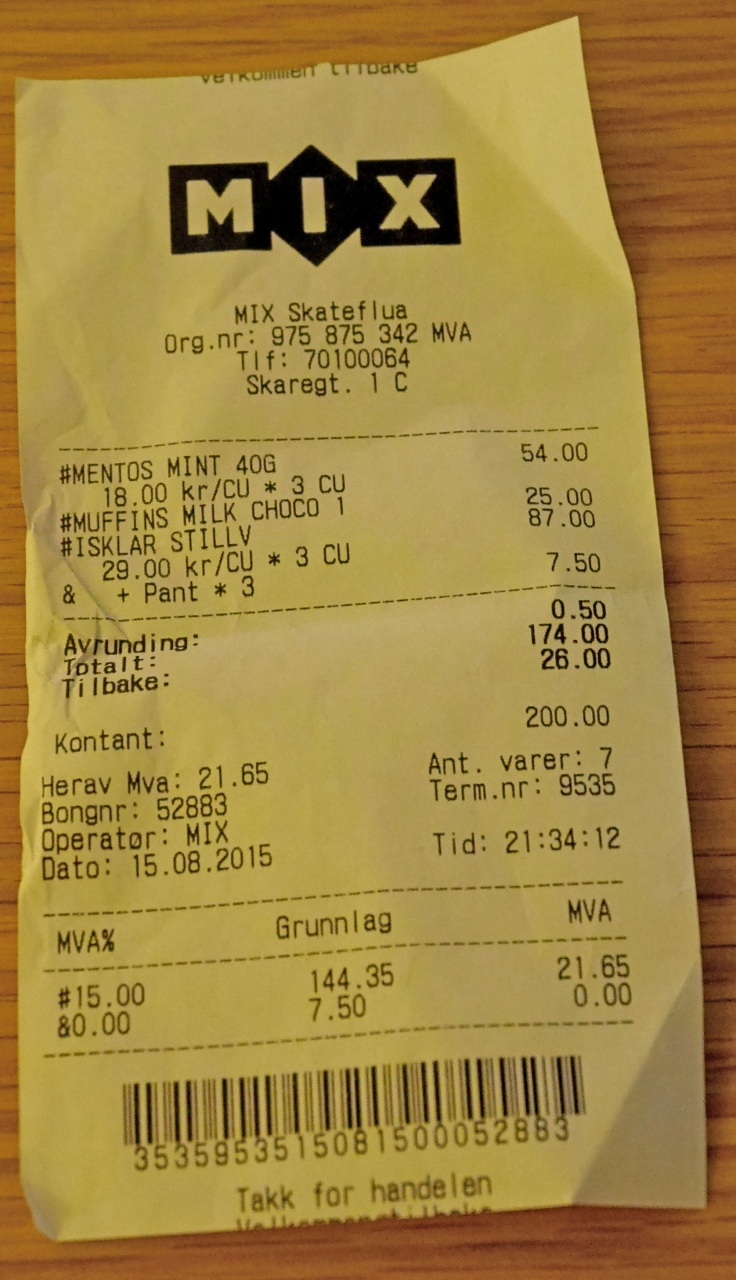 Velkommen tilbake
MIX
MIX Skateflua
Org.nr: 975 875 342 MVA
Tlf: 70100064
Skaregt. 1 C
#MENTOS MINT 40G 54.00
18.00 kr/CU * 3 CU
#MUFFINS MILK CHOCO 1 25.00
#ISKLAR STILLV 87.00
29.00 kr/CU * 3 CU
& + Pant * 3 7.50
Avrunding: 0.50
Totalt: 174.00
Tilbake: 26.00
Kontant: 200.00
Herav Mva: 21.65 Ant. varer: 7
Bongnr: 52883 Term.nr: 9535
Operatør: MIX
Dato: 15.08.2015 Tid: 21:34:12
MVA% Grunnlag MVA
#15.00 144.35 21.65
&0.00 7.50 0.00
3535953515081500052883
Takk for handelen
Velkommen tilbake